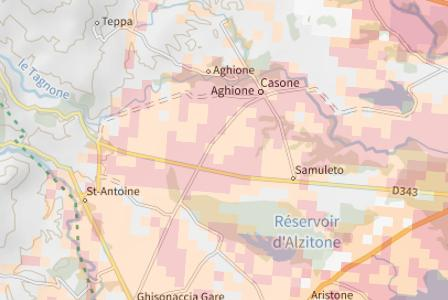 Teppa
le Tagnone
Aghione
Casone
Aghione
Samuleto
D343
St-Antoine
Réservoir
d'Alzitone
Ghisonaccia Gare
Aristone